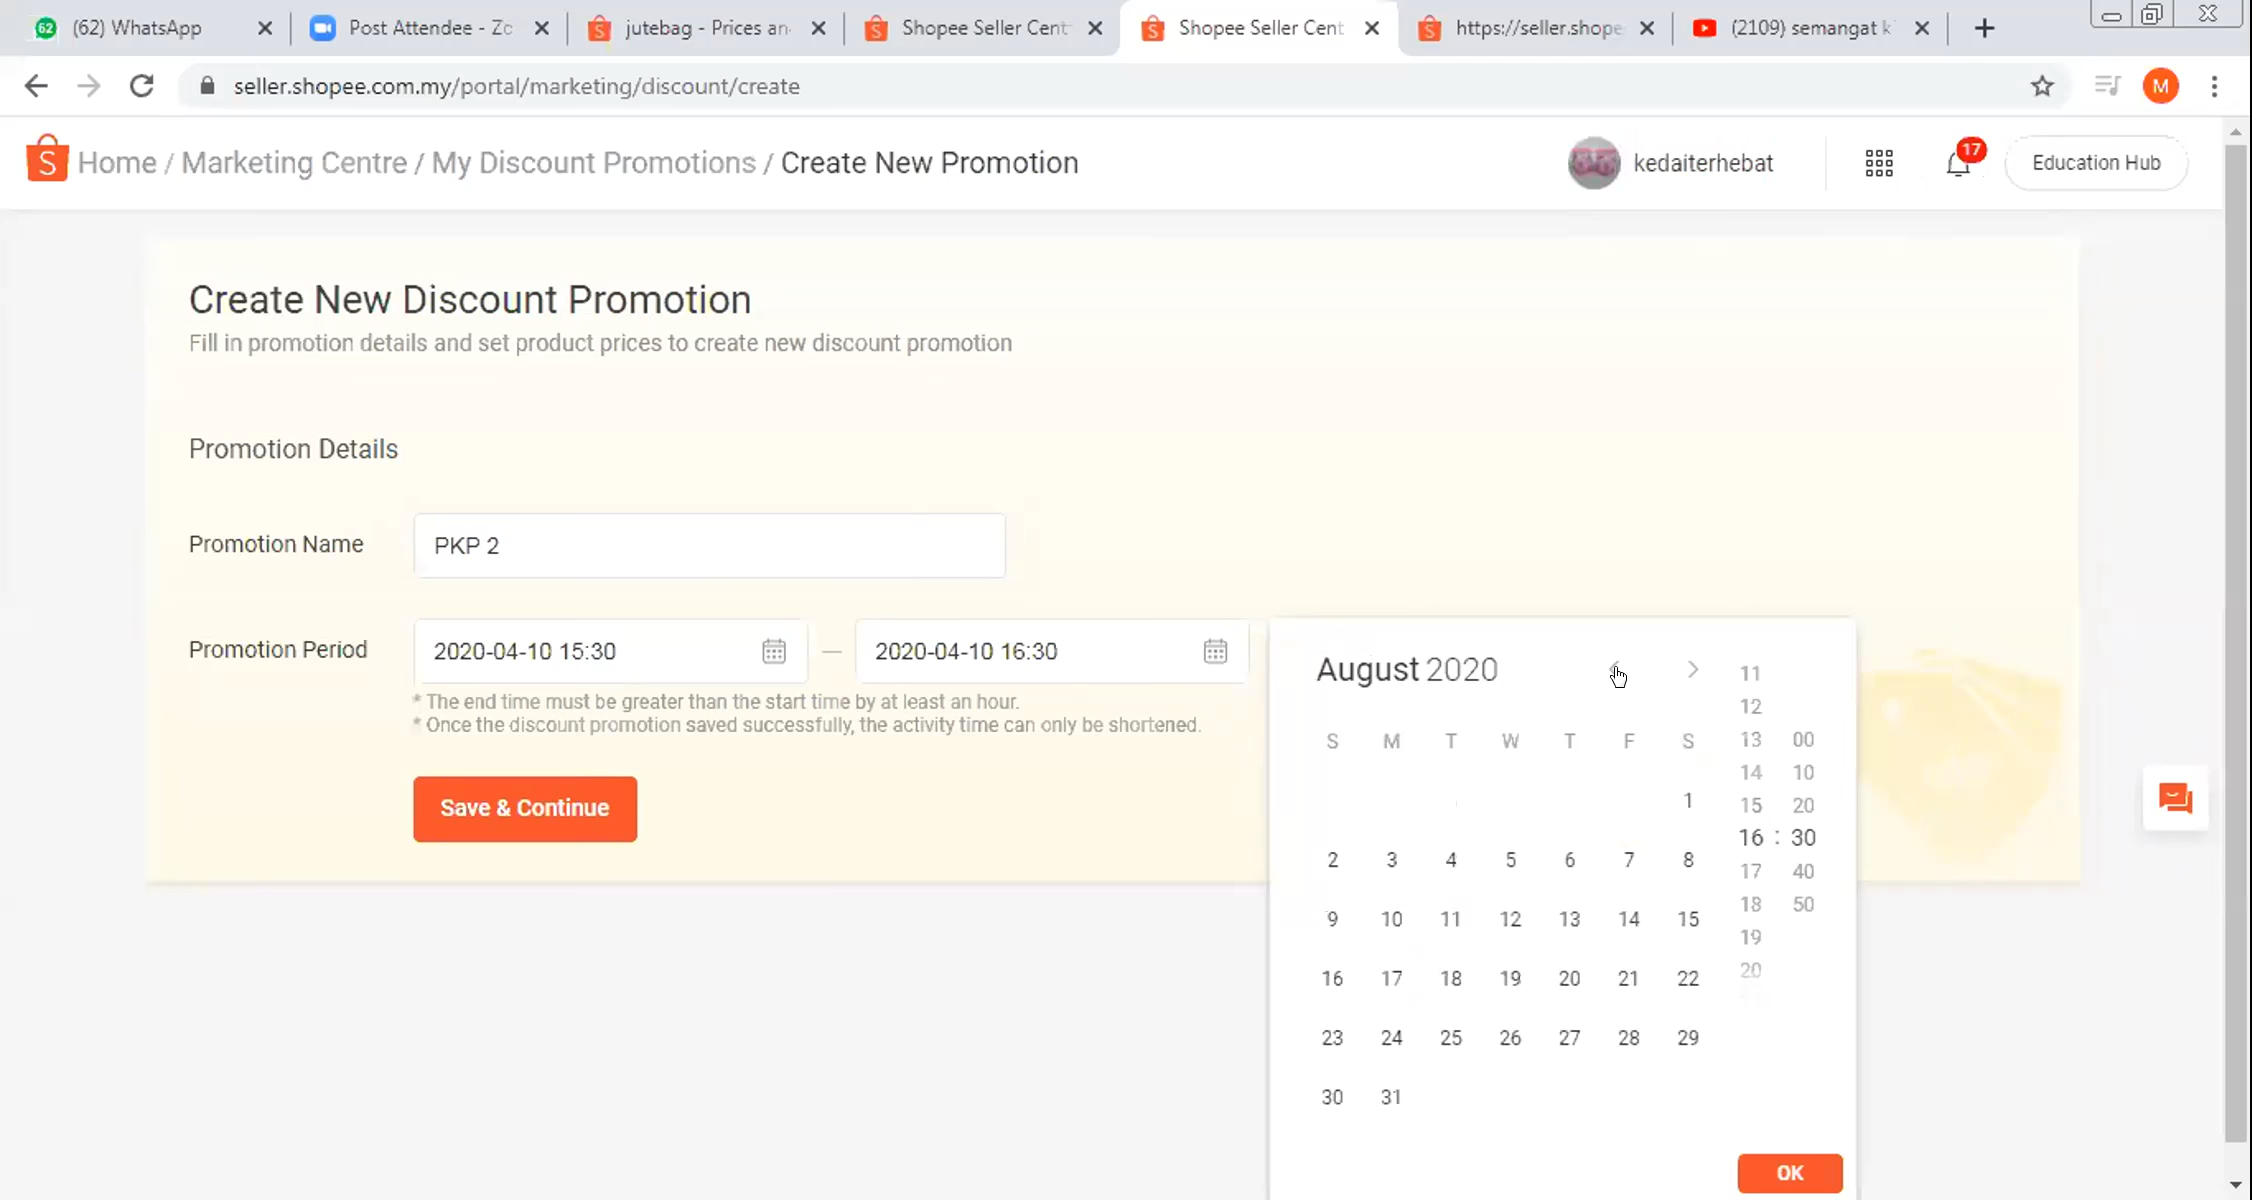 62 (62) WhatsApp
Post Attendee - Zo
jutebag - Prices an
Shopee Seller Cent
Shopee Seller Cent
https://seller.shope
(2109) semangat k
seller.shopee.com.my/portal/marketing/discount/create
M
Home / Marketing Centre / My Discount Promotions / Create New Promotion
kedaiterhebat
17
Education Hub
Create New Discount Promotion
Fill in promotion details and set product prices to create new discount promotion
Promotion Details
Promotion Name
PKP 2
Promotion Period
2020-04-10 15:30 — 2020-04-10 16:30
* The end time must be greater than the start time by at least an hour.
* Once the discount promotion saved successfully, the activity time can only be shortened.
Save & Continue
August 2020
S M T W T F S
1
2 3 4 5 6 7 8
9 10 11 12 13 14 15
16 17 18 19 20 21 22
23 24 25 26 27 28 29
30 31
11
12
13 00
14 10
15 20
16 : 30
17 40
18 50
19
20
OK